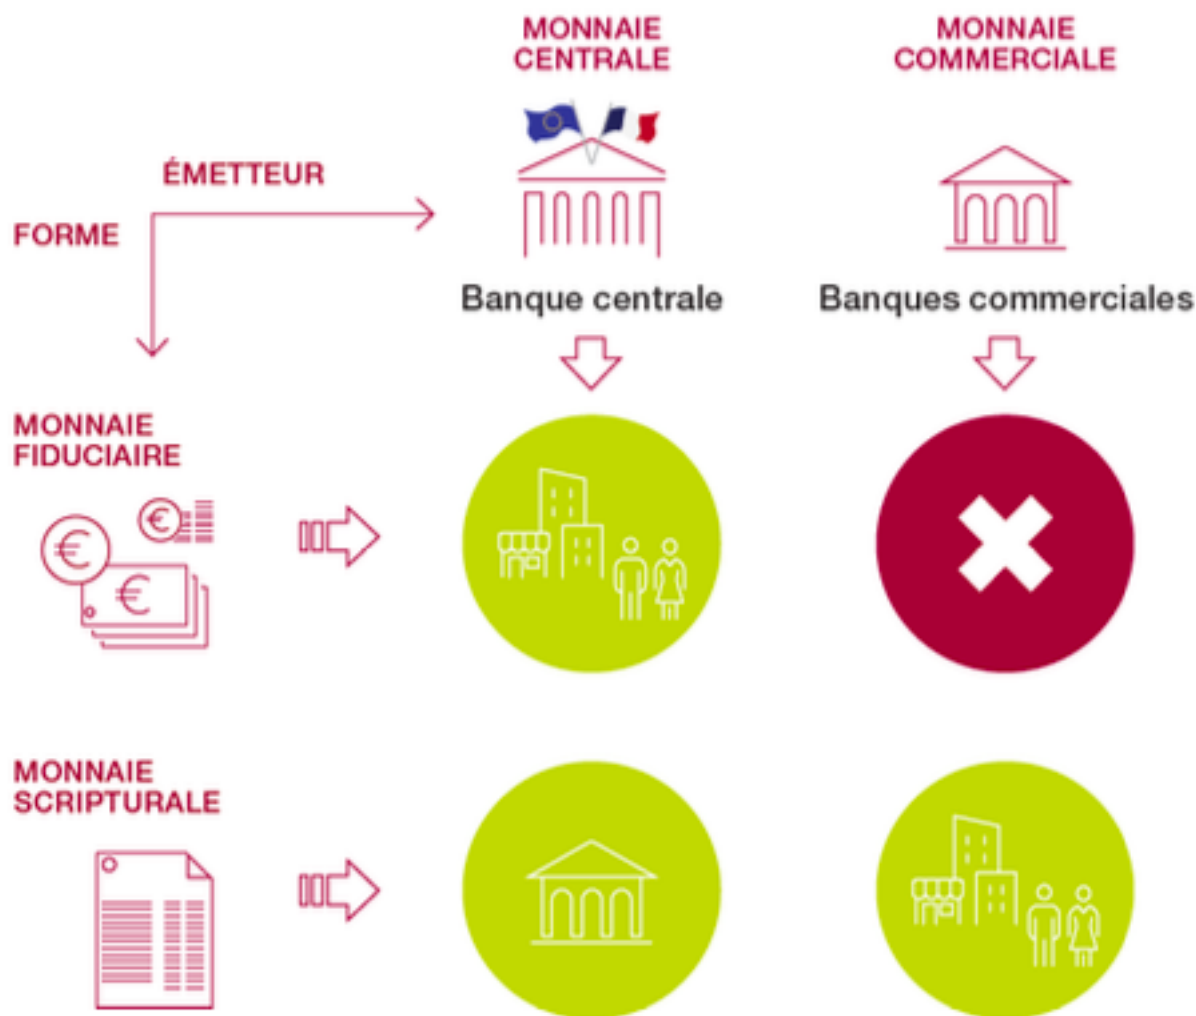 MONNAIE
CENTRALE
MONNAIE
COMMERCIALE
ÉMETTEUR
FORME
Banque centrale
Banques commerciales
MONNAIE
FIDUCIAIRE
€
€
€
MONNAIE
SCRIPTURALE